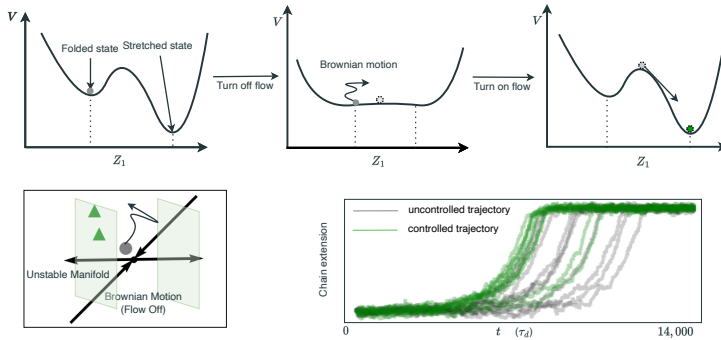 V
Folded state
Stretched state
Z₁
Turn off flow
V
Brownian motion
Z₁
Turn on flow
V
Z₁
Unstable Manifold
Brownian Motion
(Flow Off)
Chain extension
uncontrolled trajectory
controlled trajectory
0
t (τ_d)
14,000